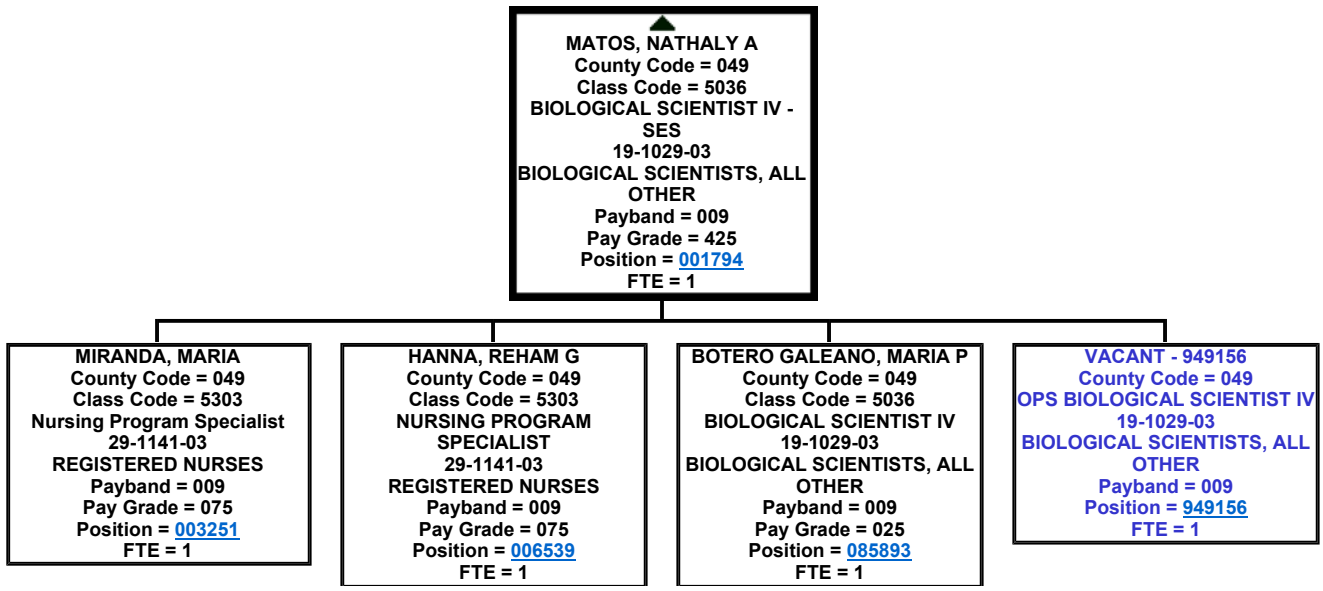 MATOS, NATHALY A
County Code = 049
Class Code = 5036
BIOLOGICAL SCIENTIST IV -
SES
19-1029-03
BIOLOGICAL SCIENTISTS, ALL
OTHER
Payband = 009
Pay Grade = 425
Position = 001794
FTE = 1
MIRANDA, MARIA
County Code = 049
Class Code = 5303
Nursing Program Specialist
29-1141-03
REGISTERED NURSES
Payband = 009
Pay Grade = 075
Position = 003251
FTE = 1
HANNA, REHAM G
County Code = 049
Class Code = 5303
NURSING PROGRAM
SPECIALIST
29-1141-03
REGISTERED NURSES
Payband = 009
Pay Grade = 075
Position = 006539
FTE = 1
BOTERO GALEANO, MARIA P
County Code = 049
Class Code = 5036
BIOLOGICAL SCIENTIST IV
19-1029-03
BIOLOGICAL SCIENTISTS, ALL
OTHER
Payband = 009
Pay Grade = 025
Position = 085893
FTE = 1
VACANT - 949156
County Code = 049
OPS BIOLOGICAL SCIENTIST IV
19-1029-03
BIOLOGICAL SCIENTISTS, ALL
OTHER
Payband = 009
Position = 949156
FTE = 1